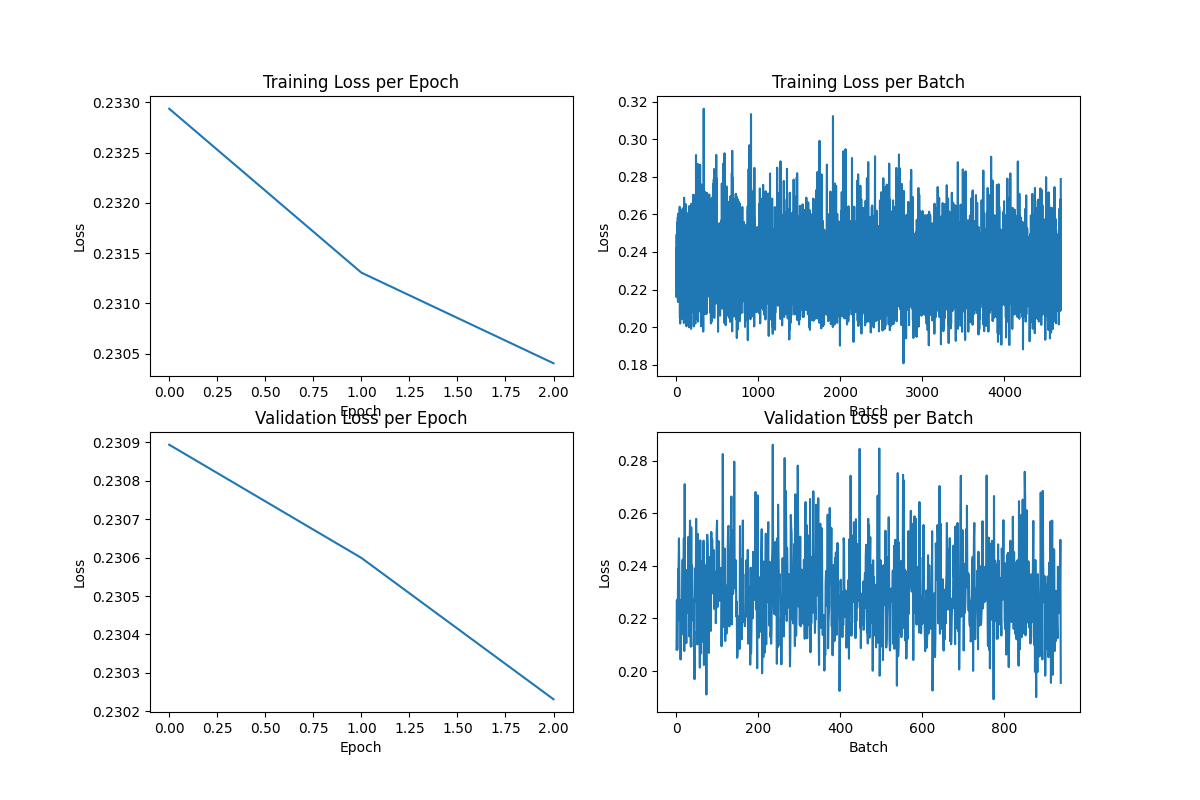 Training Loss per Epoch
Loss
0.2330
0.2325
0.2320
0.2315
0.2310
0.2305
0.00 0.25 0.50 0.75 1.00 1.25 1.50 1.75 2.00
Epoch
Training Loss per Batch
Loss
0.32
0.30
0.28
0.26
0.24
0.22
0.20
0.18
0 1000 2000 3000 4000
Batch
Validation Loss per Epoch
Loss
0.2309
0.2308
0.2307
0.2306
0.2305
0.2304
0.2303
0.2302
0.00 0.25 0.50 0.75 1.00 1.25 1.50 1.75 2.00
Epoch
Validation Loss per Batch
Loss
0.28
0.26
0.24
0.22
0.20
0 200 400 600 800
Batch